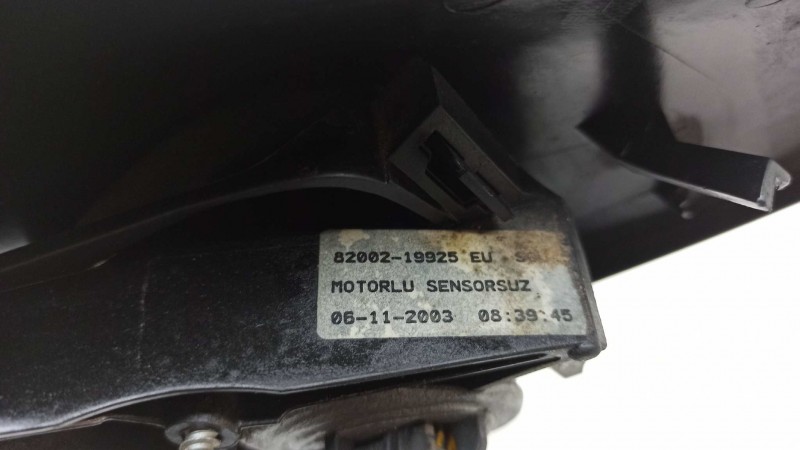 82002-19925 EU
MOTORLU SENSORSUZ
06-11-2003 08:39:45